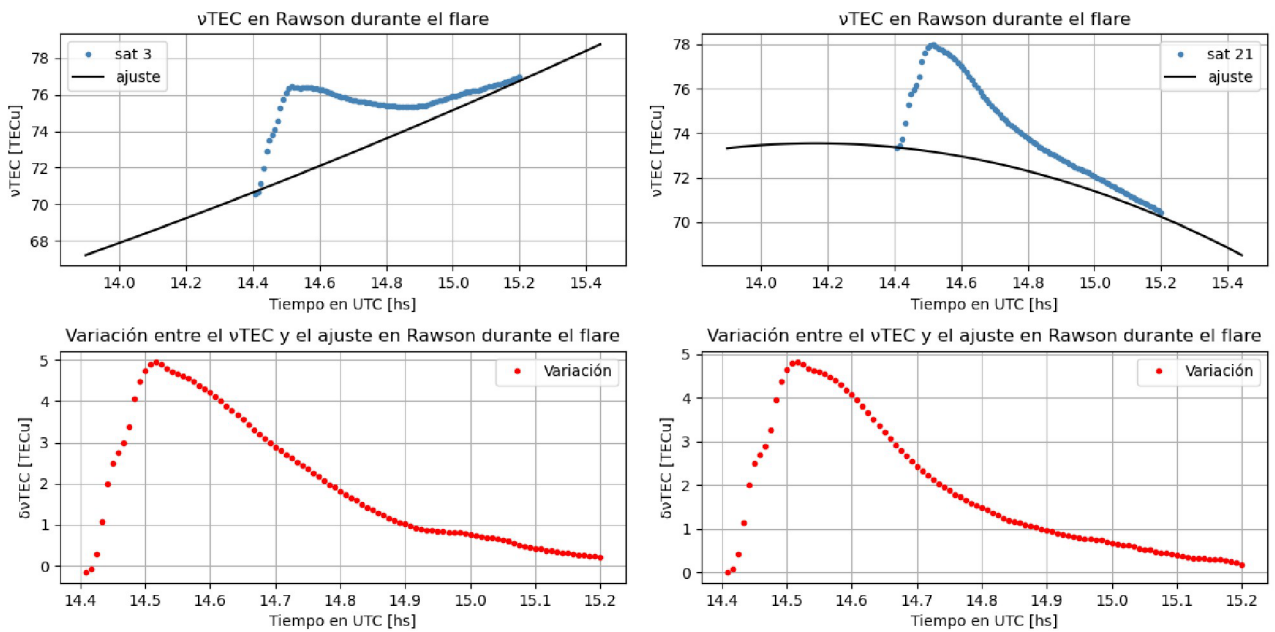 νTEC en Rawson durante el flare
sat 3
ajuste
78
76
74
72
70
68
νTEC [TECu]
14.0 14.2 14.4 14.6 14.8 15.0 15.2 15.4
Tiempo en UTC [hs]
νTEC en Rawson durante el flare
sat 21
ajuste
78
76
74
72
70
νTEC [TECu]
14.0 14.2 14.4 14.6 14.8 15.0 15.2 15.4
Tiempo en UTC [hs]
Variación entre el νTEC y el ajuste en Rawson durante el flare
Variación
5
4
3
2
1
0
δνTEC [TECu]
14.4 14.5 14.6 14.7 14.8 14.9 15.0 15.1 15.2
Tiempo en UTC [hs]
Variación entre el νTEC y el ajuste en Rawson durante el flare
Variación
5
4
3
2
1
0
δνTEC [TECu]
14.4 14.5 14.6 14.7 14.8 14.9 15.0 15.1 15.2
Tiempo en UTC [hs]